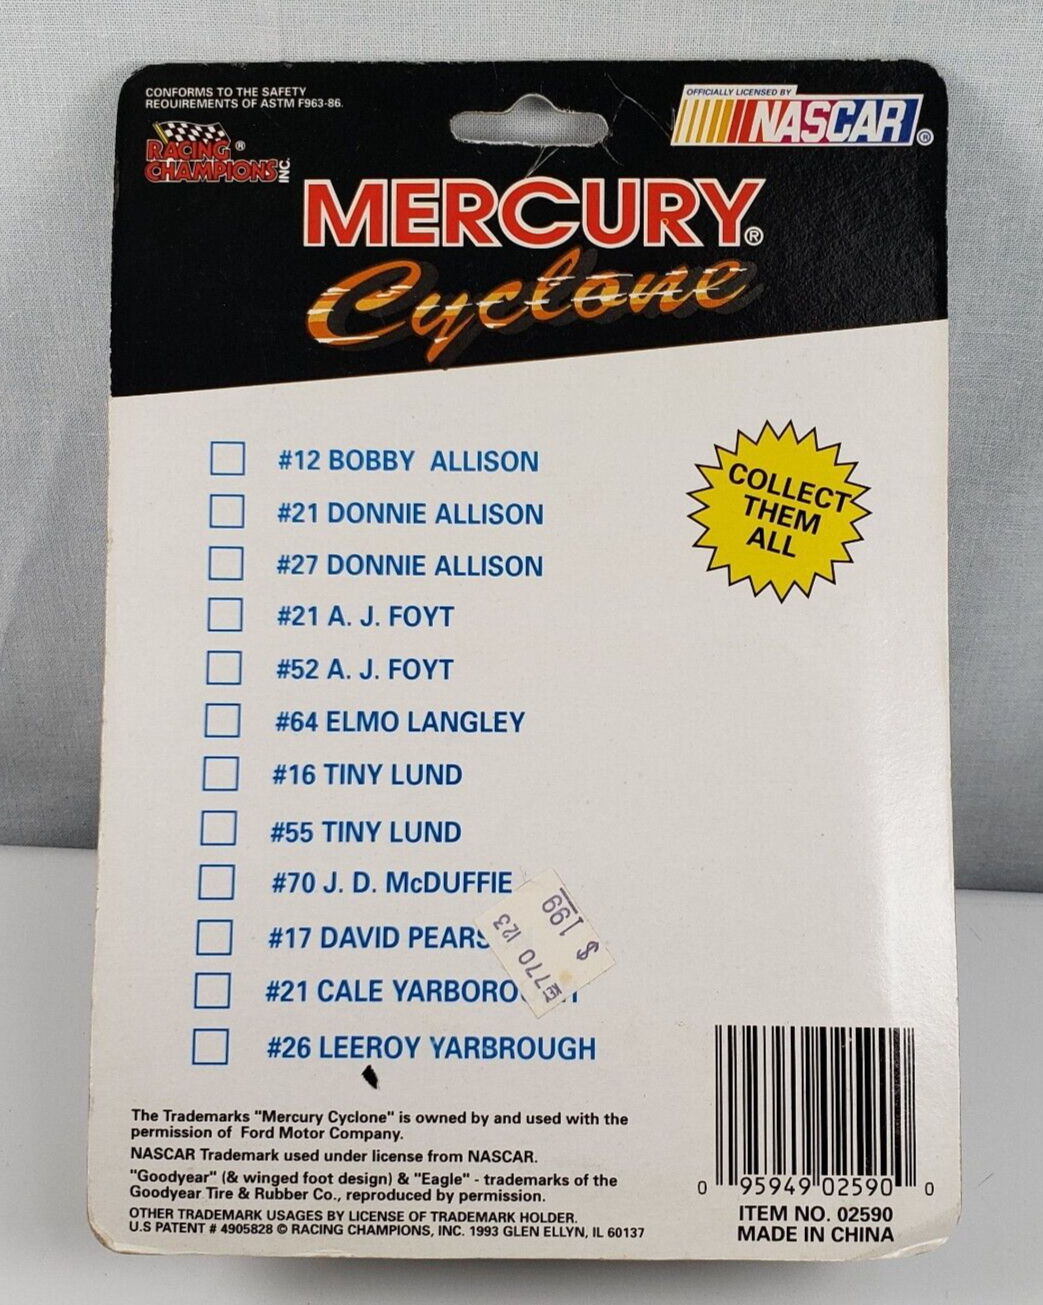 CONFORMS TO THE SAFETY
REQUIREMENTS OF ASTM F963-86.
OFFICIALLY LICENSED BY
NASCAR®
RACING ®
CHAMPIONS INC.
MERCURY®
Cyclone
#12 BOBBY ALLISON
#21 DONNIE ALLISON
#27 DONNIE ALLISON
#21 A. J. FOYT
#52 A. J. FOYT
#64 ELMO LANGLEY
#16 TINY LUND
#55 TINY LUND
#70 J. D. McDUFFIE
#17 DAVID PEARS
#21 CALE YARBORO
#26 LEEROY YARBROUGH
COLLECT
THEM
ALL
$ 1.99
E770 123
The Trademarks "Mercury Cyclone" is owned by and used with the
permission of Ford Motor Company.
NASCAR Trademark used under license from NASCAR.
"Goodyear" (& winged foot design) & "Eagle" - trademarks of the
Goodyear Tire & Rubber Co., reproduced by permission.
OTHER TRADEMARK USAGES BY LICENSE OF TRADEMARK HOLDER.
U.S PATENT # 4905828 © RACING CHAMPIONS, INC. 1993 GLEN ELLYN, IL 60137
0 95949 02590 0
ITEM NO. 02590
MADE IN CHINA